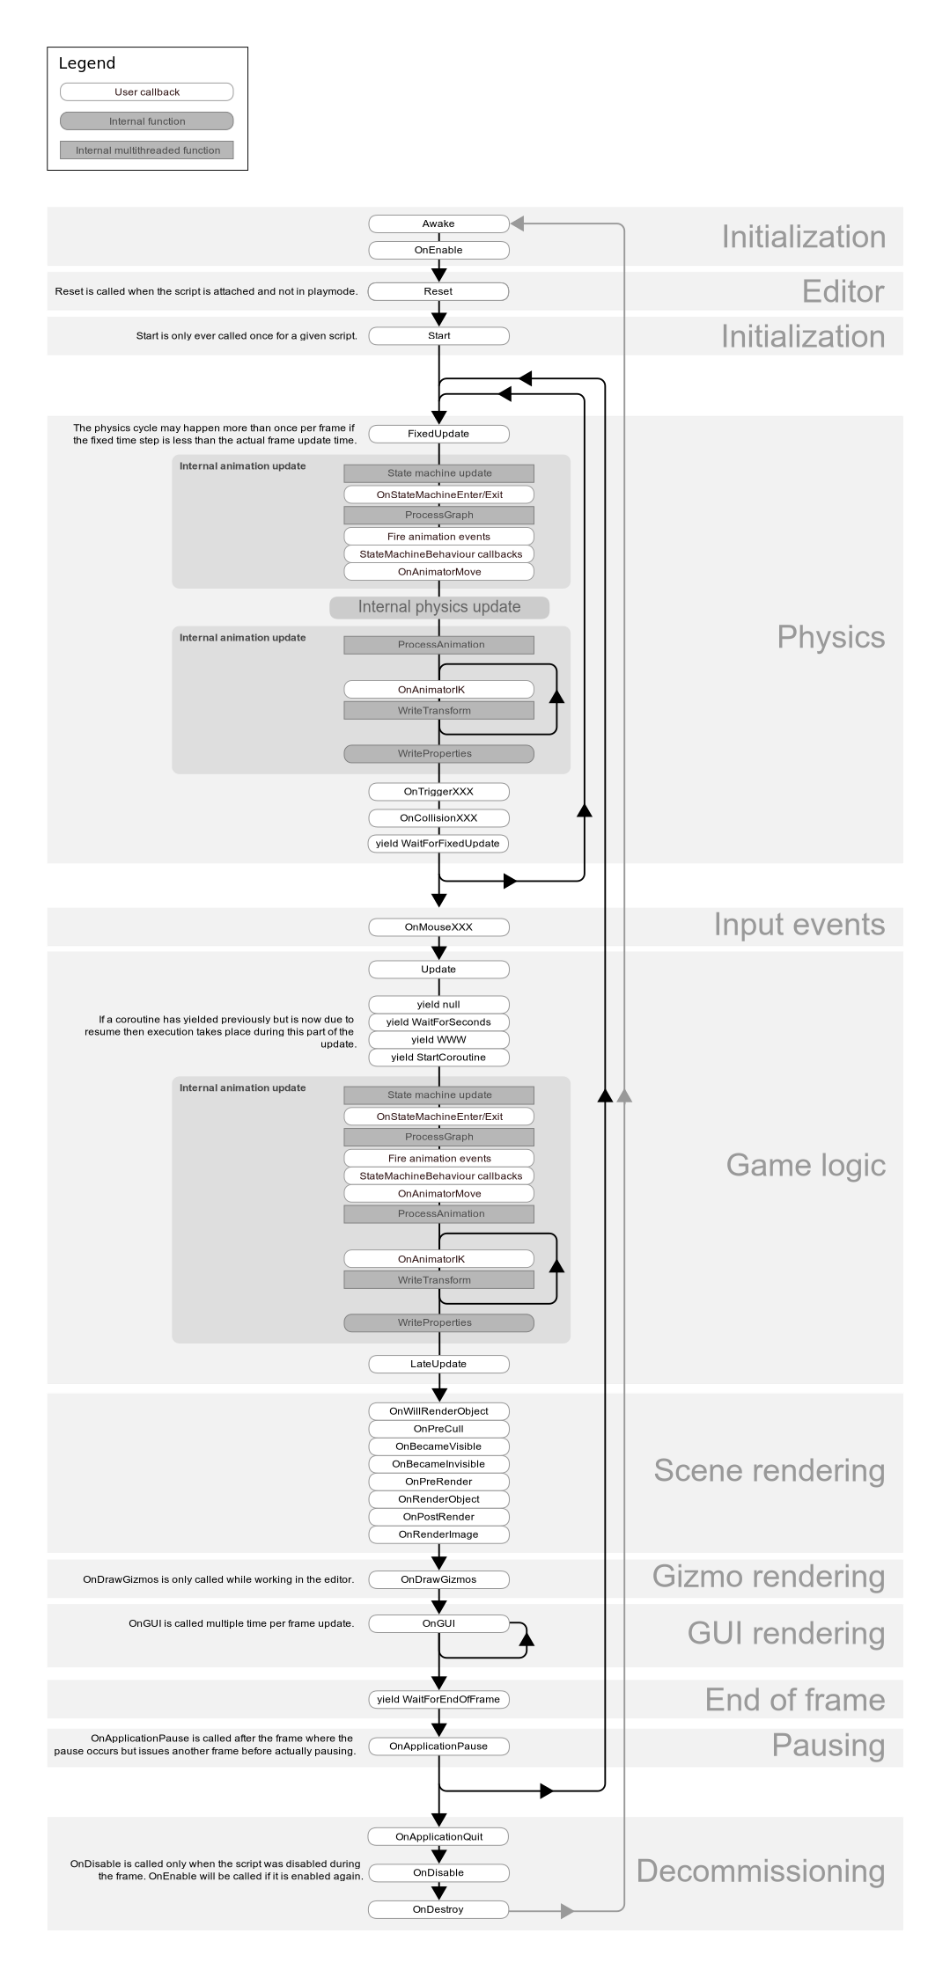 Legend
User callback
Internal function
Internal multithreaded function
Awake
OnEnable
Initialization
Reset is called when the script is attached and not in playmode.
Reset
Editor
Start is only ever called once for a given script.
Start
Initialization
The physics cycle may happen more than once per frame if
the fixed time step is less than the actual frame update time.
FixedUpdate
Internal animation update
State machine update
OnStateMachineEnter/Exit
ProcessGraph
Fire animation events
StateMachineBehaviour callbacks
OnAnimatorMove
Internal physics update
Physics
Internal animation update
ProcessAnimation
OnAnimatorIK
WriteTransform
WriteProperties
OnTriggerXXX
OnCollisionXXX
yield WaitForFixedUpdate
OnMouseXXX
Input events
Update
yield null
yield WaitForSeconds
yield WWW
yield StartCoroutine
If a coroutine has yielded previously but is now due to
resume then execution takes place during this part of the
update.
Internal animation update
State machine update
OnStateMachineEnter/Exit
ProcessGraph
Fire animation events
StateMachineBehaviour callbacks
OnAnimatorMove
ProcessAnimation
Game logic
OnAnimatorIK
WriteTransform
WriteProperties
LateUpdate
OnWillRenderObject
OnPreCull
OnBecameVisible
OnBecameInvisible
OnPreRender
OnRenderObject
OnPostRender
OnRenderImage
Scene rendering
OnDrawGizmos is only called while working in the editor.
OnDrawGizmos
Gizmo rendering
OnGUI is called multiple time per frame update.
OnGUI
GUI rendering
yield WaitForEndOfFrame
End of frame
OnApplicationPause is called after the frame where the
pause occurs but issues another frame before actually pausing.
OnApplicationPause
Pausing
OnApplicationQuit
OnDisable is called only when the script was disabled during
the frame. OnEnable will be called if it is enabled again.
OnDisable
Decommissioning
OnDestroy